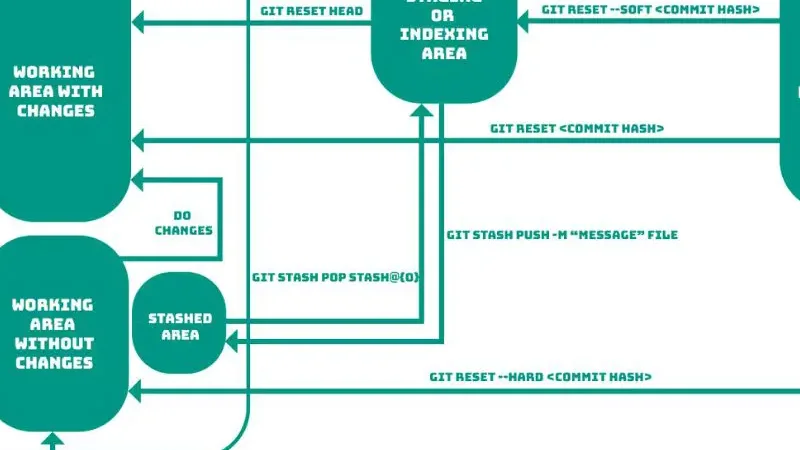 GIT RESET HEAD
OR
INDEXING
AREA
GIT RESET --SOFT <COMMIT HASH>
WORKING
AREA WITH
CHANGES
GIT RESET <COMMIT HASH>
DO
CHANGES
GIT STASH PUSH -M “MESSAGE” FILE
GIT STASH POP STASH@{0}
WORKING
AREA
WITHOUT
CHANGES
STASHED
AREA
GIT RESET --HARD <COMMIT HASH>